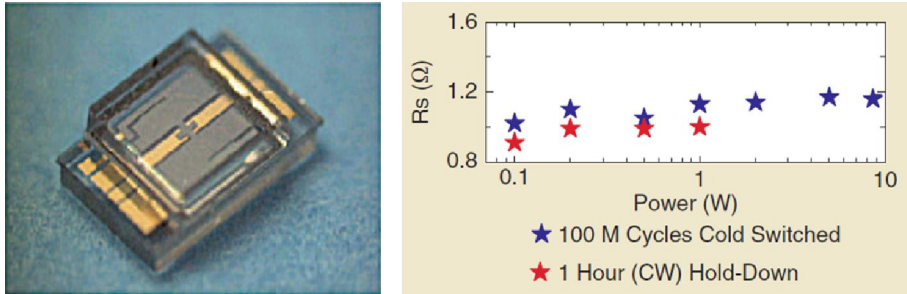 1.6
1.2
0.8
Rs (Ω)
0.1 1 10
Power (W)
100 M Cycles Cold Switched
1 Hour (CW) Hold-Down